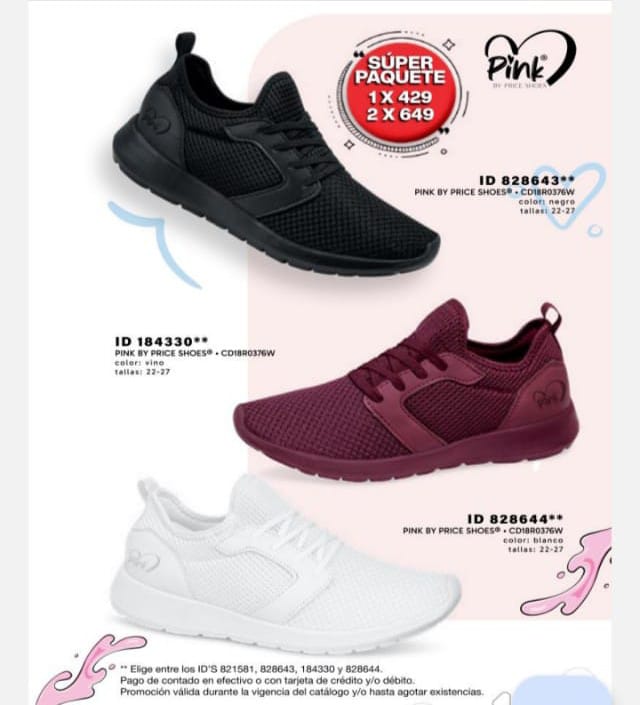 SÚPER
PAQUETE
1 X 429
2 X 649
Pink®
BY PRICE SHOES
ID 828643**
PINK BY PRICE SHOES® • CD18R0376W
color: negro
tallas: 22-27
ID 184330**
PINK BY PRICE SHOES® • CD18R0376W
color: vino
tallas: 22-27
Pink
ID 828644**
PINK BY PRICE SHOES® • CD18R0376W
color: blanco
tallas: 22-27
Pink
** Elige entre los ID'S 821581, 828643, 184330 y 828644.
Pago de contado en efectivo o con tarjeta de crédito y/o débito.
Promoción válida durante la vigencia del catálogo y/o hasta agotar existencias.